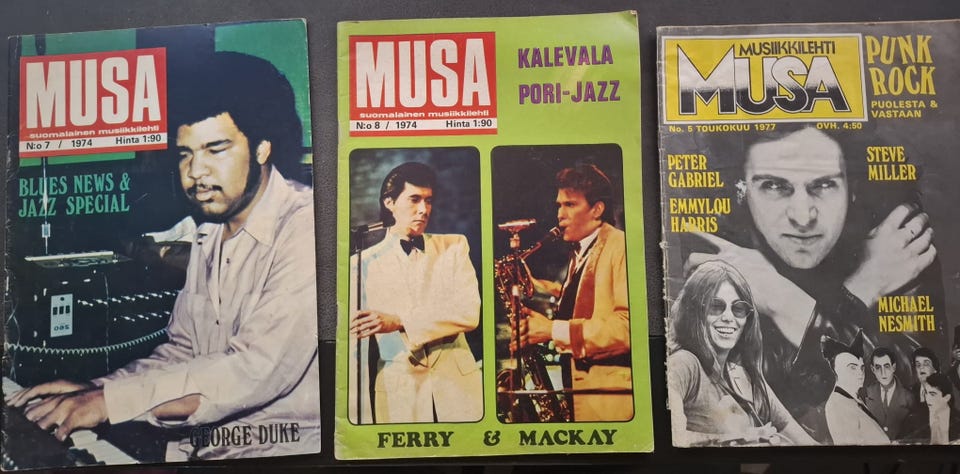 MUSA
suomalainen musiikkilehti
N:o 7 / 1974 Hinta 1:90
BLUES NEWS &
JAZZ SPECIAL
GEORGE DUKE
MUSA
suomalainen musiikkilehti
N:o 8 / 1974 Hinta 1:90
KALEVALA
PORI-JAZZ
FERRY & MACKAY
MUSIIKKILEHTI
MUSA
No. 5 TOUKOKUU 1977 OVH. 4:50
PUNK
ROCK
PUOLESTA &
VASTAAN
PETER
GABRIEL
EMMYLOU
HARRIS
STEVE
MILLER
MICHAEL
NESMITH